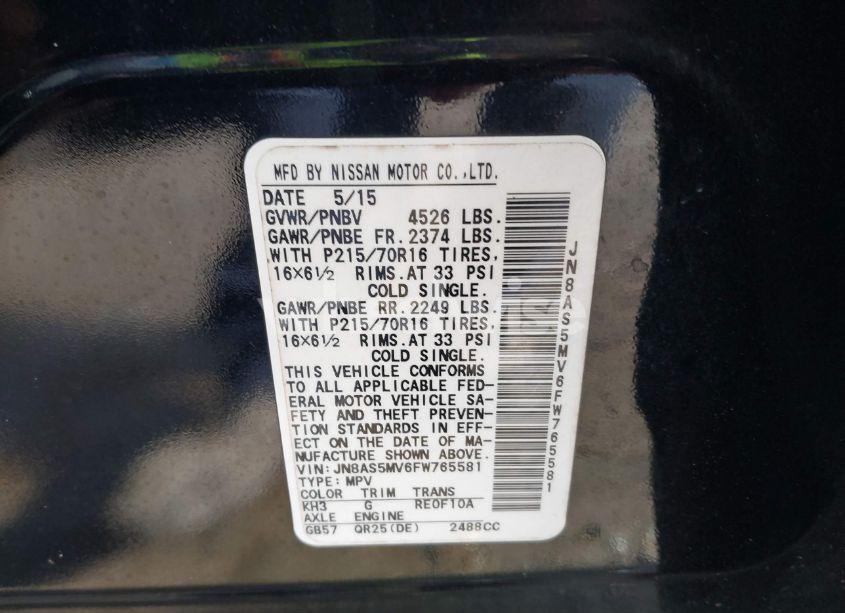 MFD BY NISSAN MOTOR CO.,LTD.
DATE 5/15
GVWR/PNBV 4526 LBS.
GAWR/PNBE FR. 2374 LBS.
WITH P215/70R16 TIRES,
16×6½ RIMS. AT 33 PSI
COLD SINGLE.
GAWR/PNBE RR. 2249 LBS.
WITH P215/70R16 TIRES,
16×6½ RIMS. AT 33 PSI
COLD SINGLE.
THIS VEHICLE CONFORMS
TO ALL APPLICABLE FED-
ERAL MOTOR VEHICLE SA-
FETY AND THEFT PREVEN-
TION STANDARDS IN EFF-
ECT ON THE DATE OF MA-
NUFACTURE SHOWN ABOVE.
VIN: JN8AS5MV6FW765581
TYPE: MPV
COLOR TRIM TRANS
KH3 G RE0F10A
AXLE ENGINE
GB57 QR25(DE) 2488CC
JN8AS5MV6FW765581